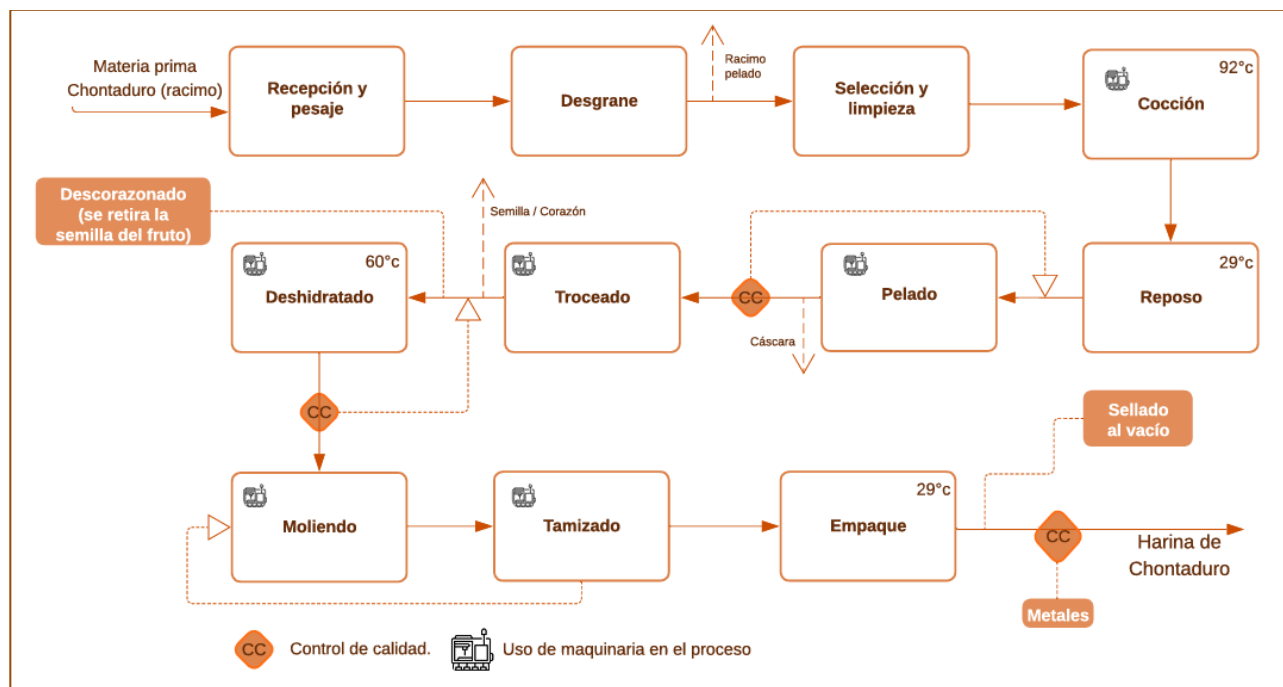 Materia prima
Chontaduro (racimo)
Recepción y
pesaje
Desgrane
Racimo
pelado
Selección y
limpieza
92°c
Cocción
Descorazonado
(se retira la
semilla del fruto)
Semilla / Corazón
60°c
Deshidratado
Troceado
CC
Cáscara
Pelado
29°c
Reposo
CC
Sellado
al vacío
Moliendo
Tamizado
29°c
Empaque
CC
Harina de
Chontaduro
Metales
CC
Control de calidad.
Uso de maquinaria en el proceso